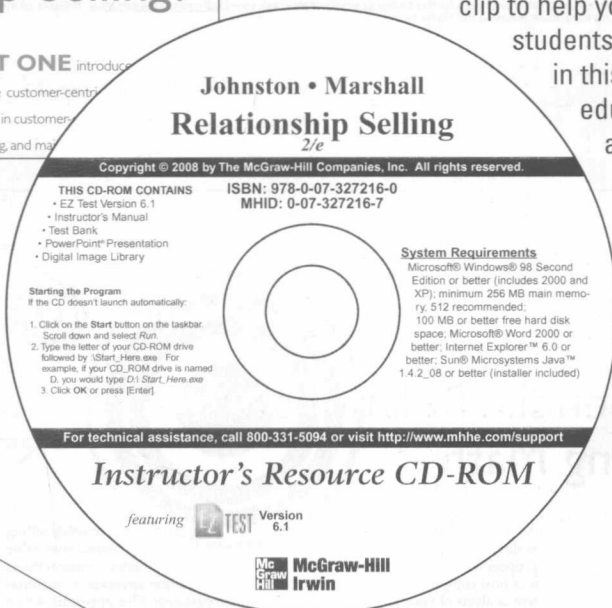 Selling.
clip to help yo
students
in this
edu
a
T ONE introduce
customer-centri
in customer-
g, and ma
Johnston • Marshall
Relationship Selling
2/e
Copyright © 2008 by The McGraw-Hill Companies, Inc. All rights reserved.
THIS CD-ROM CONTAINS
• EZ Test Version 6.1
• Instructor's Manual
• Test Bank
• PowerPoint® Presentation
• Digital Image Library
ISBN: 978-0-07-327216-0
MHID: 0-07-327216-7
Starting the Program
If the CD doesn't launch automatically:
1. Click on the Start button on the taskbar.
Scroll down and select Run.
2. Type the letter of your CD-ROM drive
followed by :\Start_Here.exe For
example, if your CD_ROM drive is named
D, you would type D:\ Start_Here.exe
3. Click OK or press [Enter].
System Requirements
Microsoft® Windows® 98 Second
Edition or better (includes 2000 and
XP); minimum 256 MB main memo-
ry, 512 recommended;
100 MB or better free hard disk
space; Microsoft® Word 2000 or
better; Internet Explorer™ 6.0 or
better; Sun® Microsystems Java™
1.4.2_08 or better (installer included)
For technical assistance, call 800-331-5094 or visit http://www.mhhe.com/support
Instructor's Resource CD-ROM
featuring EZ TEST Version
6.1
Mc
Graw
Hill
McGraw-Hill
Irwin